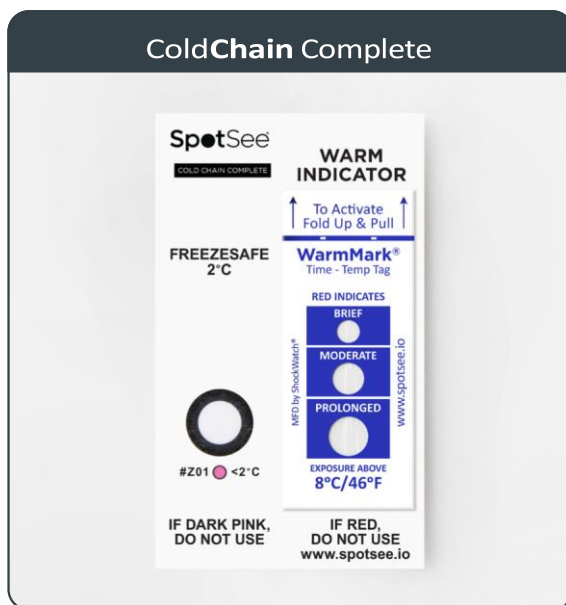 ColdChain Complete
SpotSee®
COLD CHAIN COMPLETE
FREEZESAFE
2°C
#Z01 <2°C
IF DARK PINK,
DO NOT USE
WARM
INDICATOR
To Activate
Fold Up & Pull
WarmMark®
Time - Temp Tag
RED INDICATES
BRIEF
MODERATE
PROLONGED
MFD by ShockWatch®
www.spotsee.io
EXPOSURE ABOVE
8°C/46°F
IF RED,
DO NOT USE
www.spotsee.io